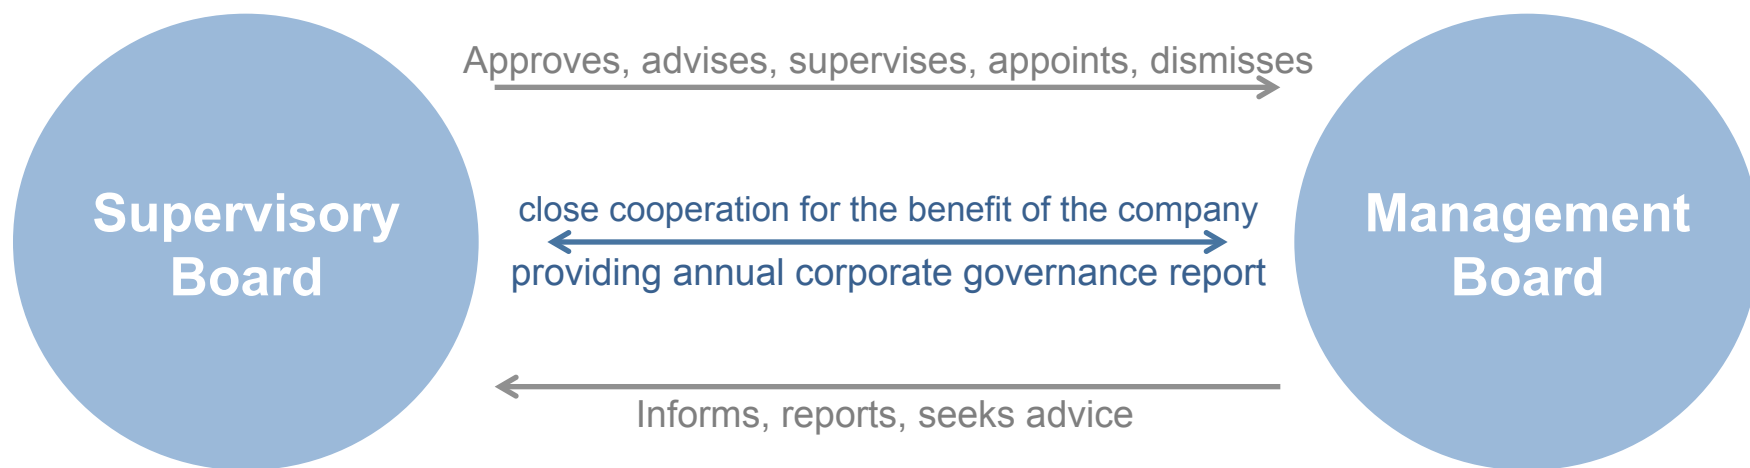 Approves, advises, supervises, appoints, dismisses
Supervisory
Board
close cooperation for the benefit of the company
providing annual corporate governance report
Management
Board
Informs, reports, seeks advice